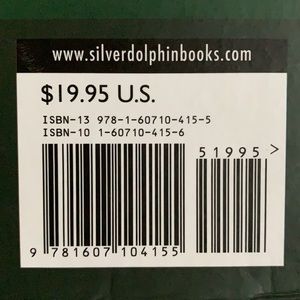 www.silverdolphinbooks.com
$19.95 U.S.
ISBN-13 978-1-60710-415-5
ISBN-10 1-60710-415-6
51995>
9 781607 104155